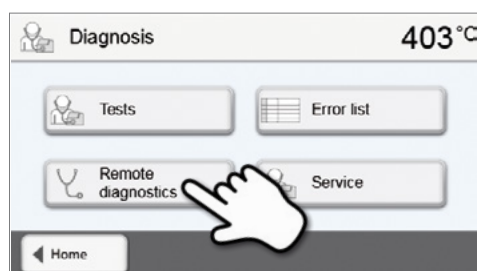 Diagnosis
403°C
Tests
Error list
Remote
diagnostics
Service
Home